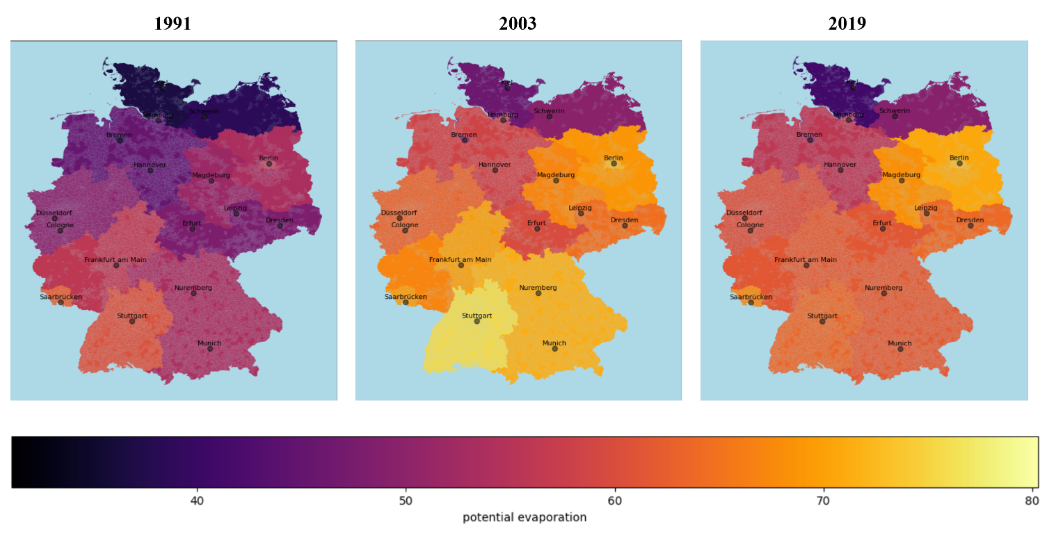 1991 2003 2019
Bremen
Hannover
Berlin
Magdeburg
Düsseldorf
Cologne
Leipzig
Erfurt
Dresden
Frankfurt am Main
Saarbrücken
Nuremberg
Stuttgart
Munich
Hamburg
Schwerin
Bremen
Hannover
Berlin
Magdeburg
Düsseldorf
Cologne
Leipzig
Erfurt
Dresden
Frankfurt am Main
Saarbrücken
Nuremberg
Stuttgart
Munich
Schwerin
Bremen
Hannover
Berlin
Magdeburg
Düsseldorf
Cologne
Leipzig
Erfurt
Dresden
Frankfurt am Main
Saarbrücken
Nuremberg
Stuttgart
Munich
40 50 60 70 80
potential evaporation